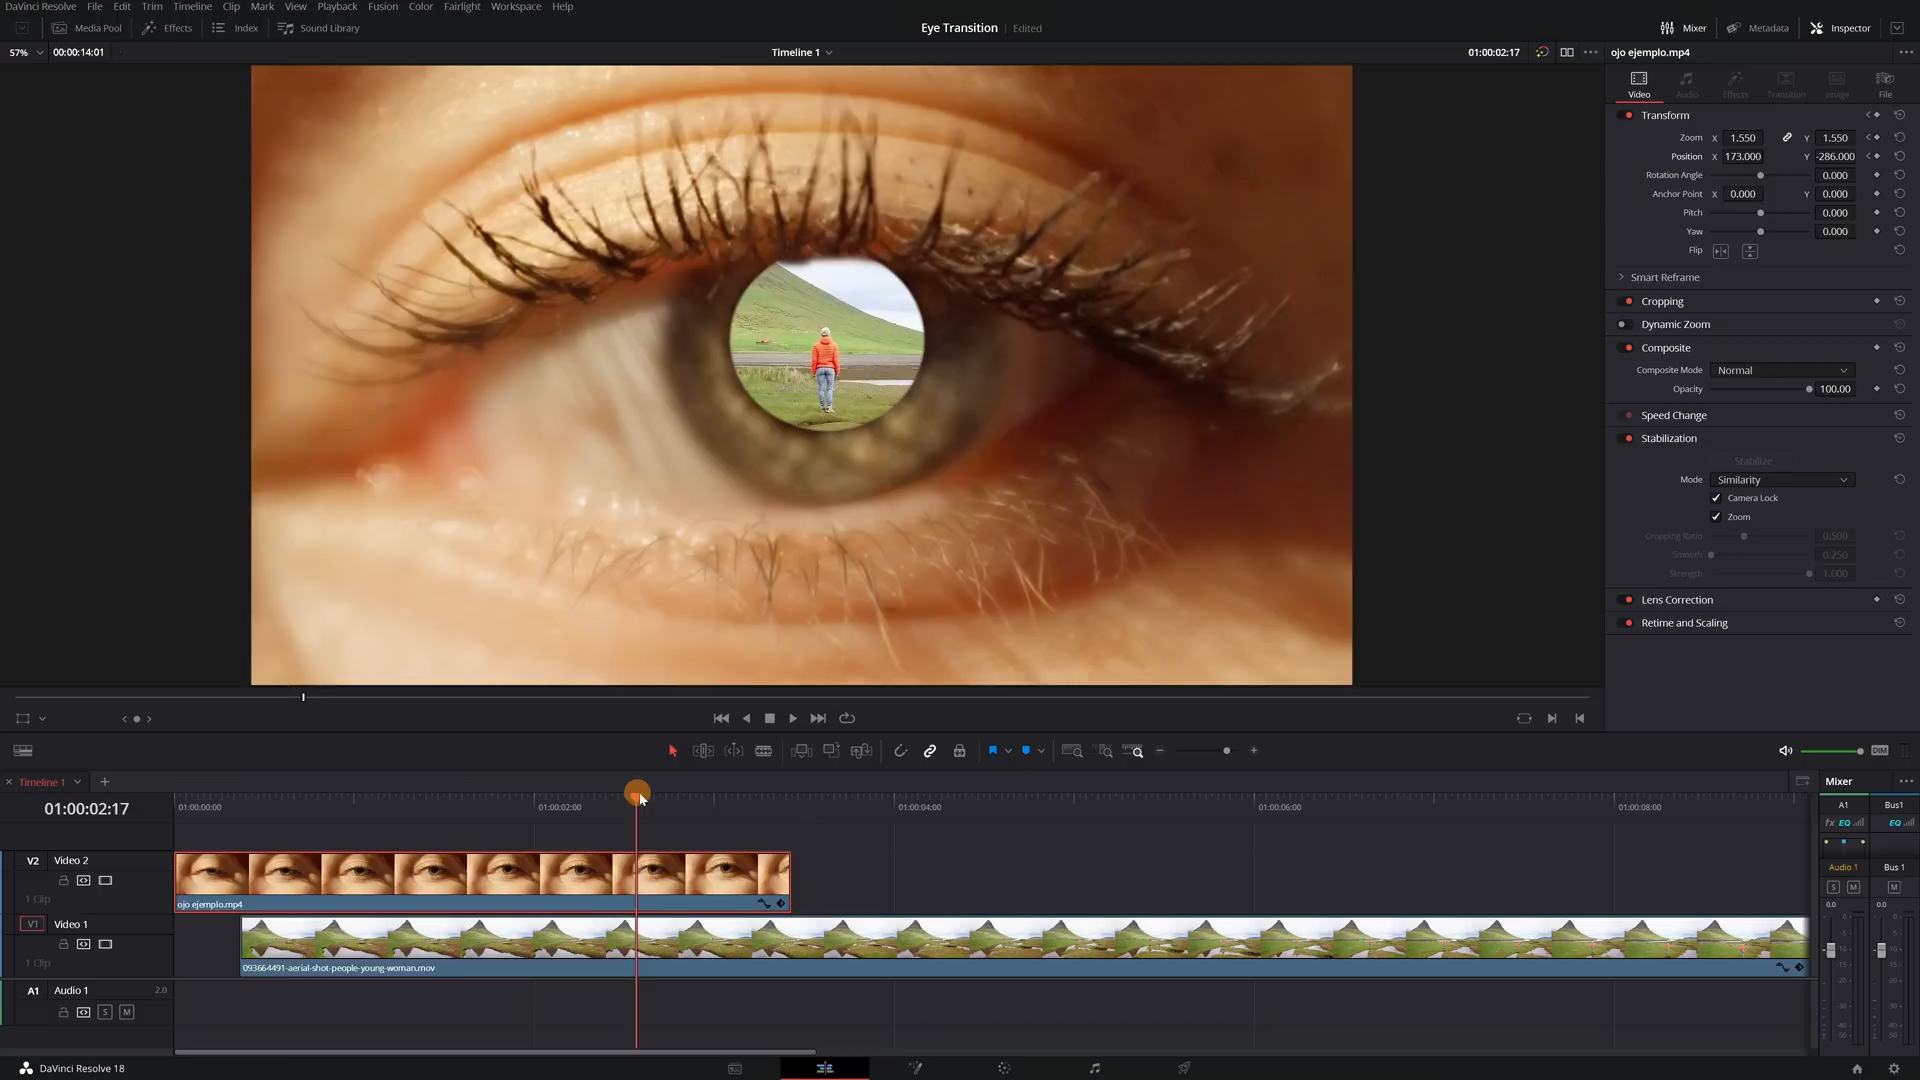 DaVinci Resolve File Edit Trim Timeline Clip Mark View Playback Fusion Color Fairlight Workspace Help
Media Pool Effects Index Sound Library Eye Transition Edited Mixer Metadata Inspector
57% 00:00:14:01 Timeline 1 01:00:02:17 ojo ejemplo.mp4
Video Audio Effects Transition Image File
Transform
Zoom X 1.550 Y 1.550
Position X 173.000 Y -286.000
Rotation Angle 0.000
Anchor Point X 0.000 Y 0.000
Pitch 0.000
Yaw 0.000
Flip
Smart Reframe
Cropping
Dynamic Zoom
Composite
Composite Mode Normal
Opacity 100.00
Speed Change
Stabilization
Stabilize
Mode Similarity
Camera Lock
Zoom
Cropping Ratio 0.500
Smooth 0.250
Strength 1.000
Lens Correction
Retime and Scaling
DIM
Timeline 1
Mixer
01:00:02:17
01:00:00:00 01:00:02:00 01:00:04:00 01:00:06:00 01:00:08:00
A1 Bus1
fx EQ EQ
V2 Video 2
1 Clip
ojo ejemplo.mp4
Audio 1 Bus 1
S M M
0.0 0.0
V1 Video 1
1 Clip
093664491-aerial-shot-people-young-woman.mov
A1 Audio 1 2.0
S M
DaVinci Resolve 18